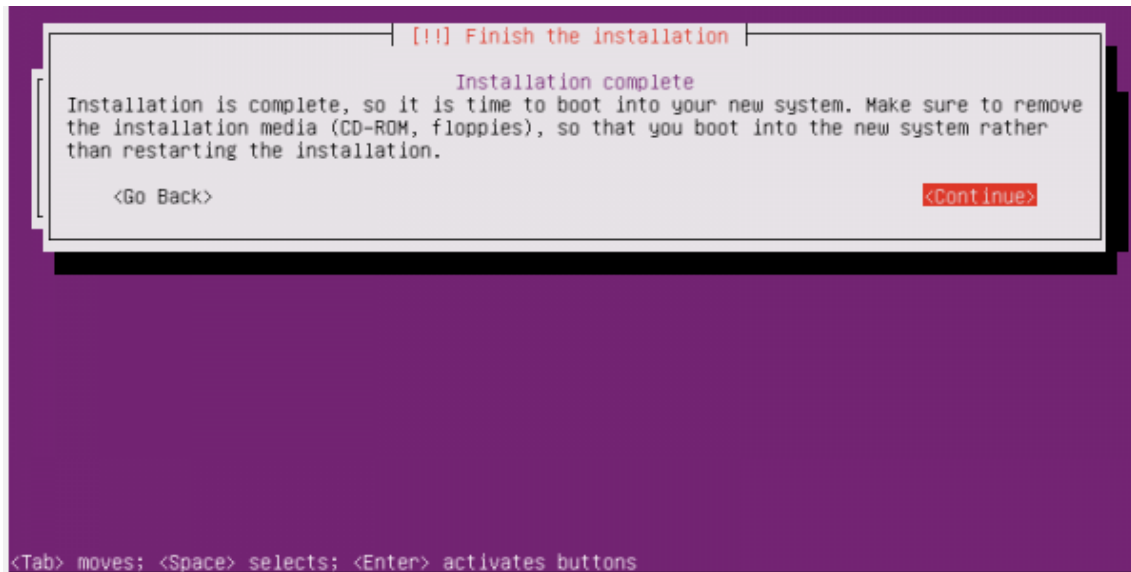 [!!] Finish the installation
Installation complete
Installation is complete, so it is time to boot into your new system. Make sure to remove
the installation media (CD-ROM, floppies), so that you boot into the new system rather
than restarting the installation.
<Go Back> <Continue>
<Tab> moves; <Space> selects; <Enter> activates buttons